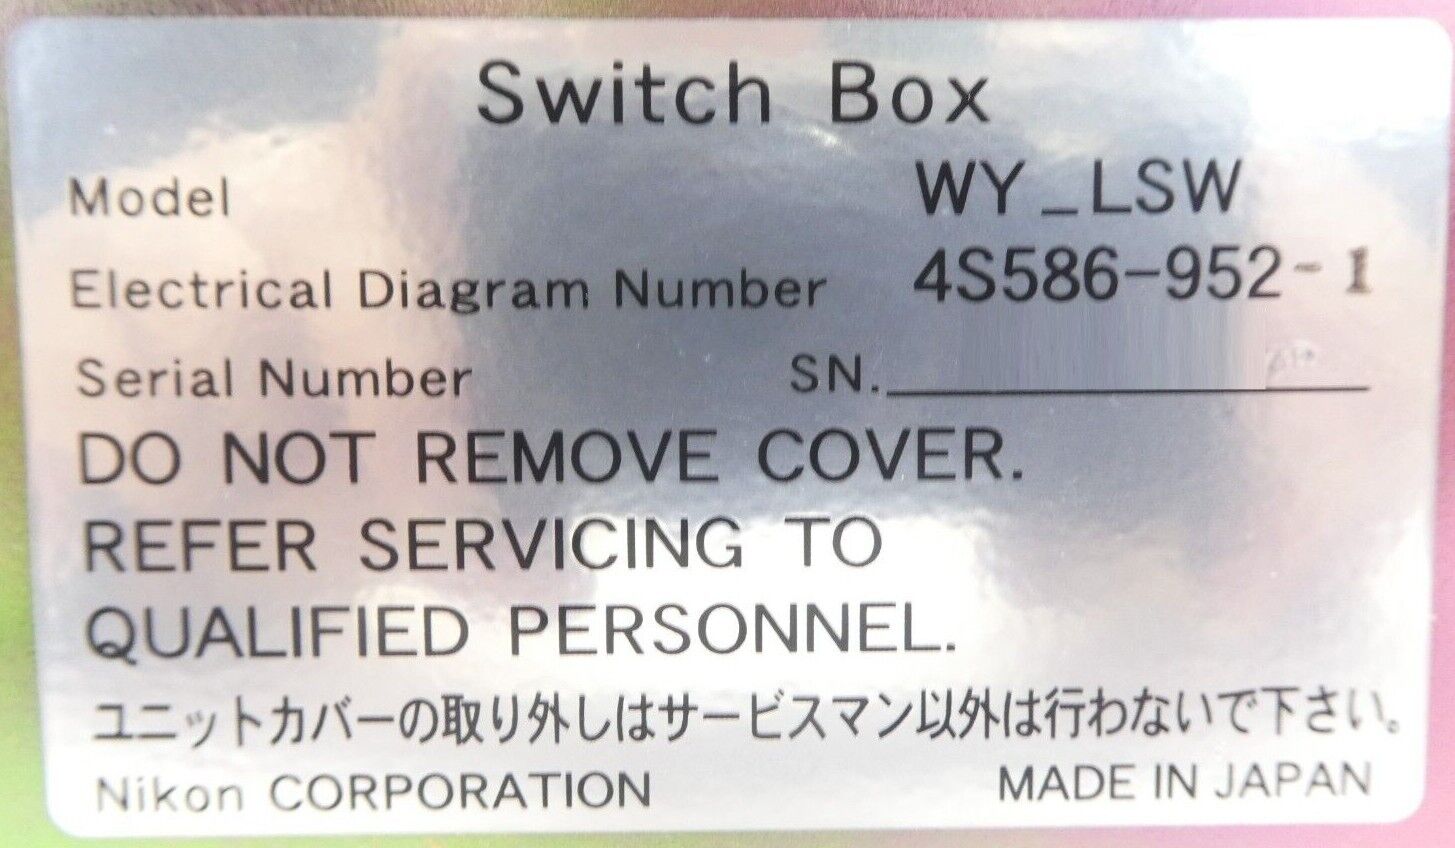 Switch Box
Model WY_LSW
Electrical Diagram Number 4S586-952-1
Serial Number SN.
DO NOT REMOVE COVER.
REFER SERVICING TO
QUALIFIED PERSONNEL.
ユニットカバーの取り外しはサービスマン以外は行わないで下さい。
Nikon CORPORATION MADE IN JAPAN